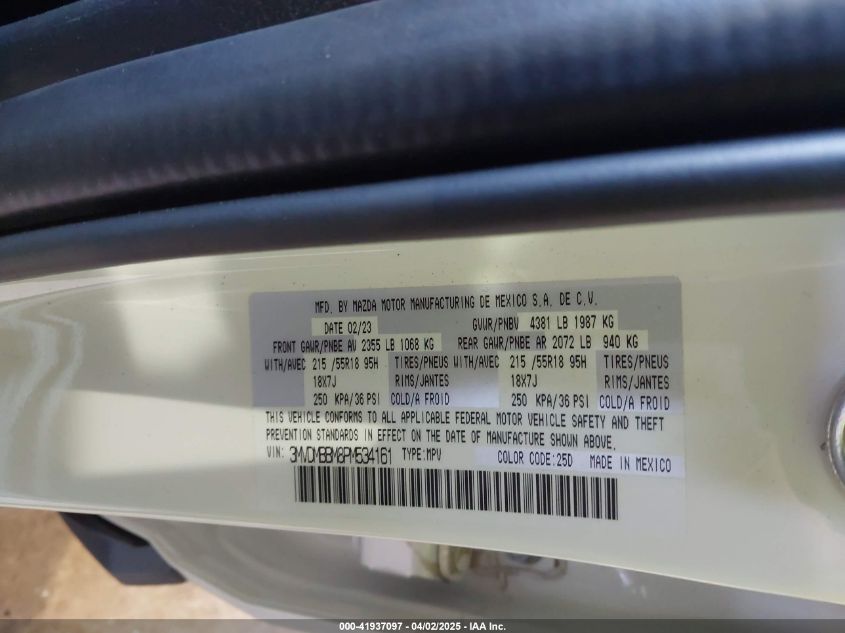 MFD. BY MAZDA MOTOR MANUFACTURING DE MEXICO S.A. DE C.V.
DATE 02/23 GVWR/PNBV 4381 LB 1987 KG
FRONT GAWR/PNBE AV 2355 LB 1068 KG REAR GAWR/PNBE AR 2072 LB 940 KG
WITH/AVEC 215 /55R18 95H TIRES/PNEUS WITH/AVEC 215 /55R18 95H TIRES/PNEUS
18X7J RIMS/JANTES 18X7J RIMS/JANTES
250 KPA/36 PSI COLD/A FROID 250 KPA/36 PSI COLD/A FROID
THIS VEHICLE CONFORMS TO ALL APPLICABLE FEDERAL MOTOR VEHICLE SAFETY AND THEFT
PREVENTION STANDARDS IN EFFECT ON THE DATE OF MANUFACTURE SHOWN ABOVE.
VIN: 3MVDMBBM8PM534161 TYPE:MPV COLOR CODE:25D MADE IN MEXICO
000-41937097 - 04/02/2025 - IAA Inc.